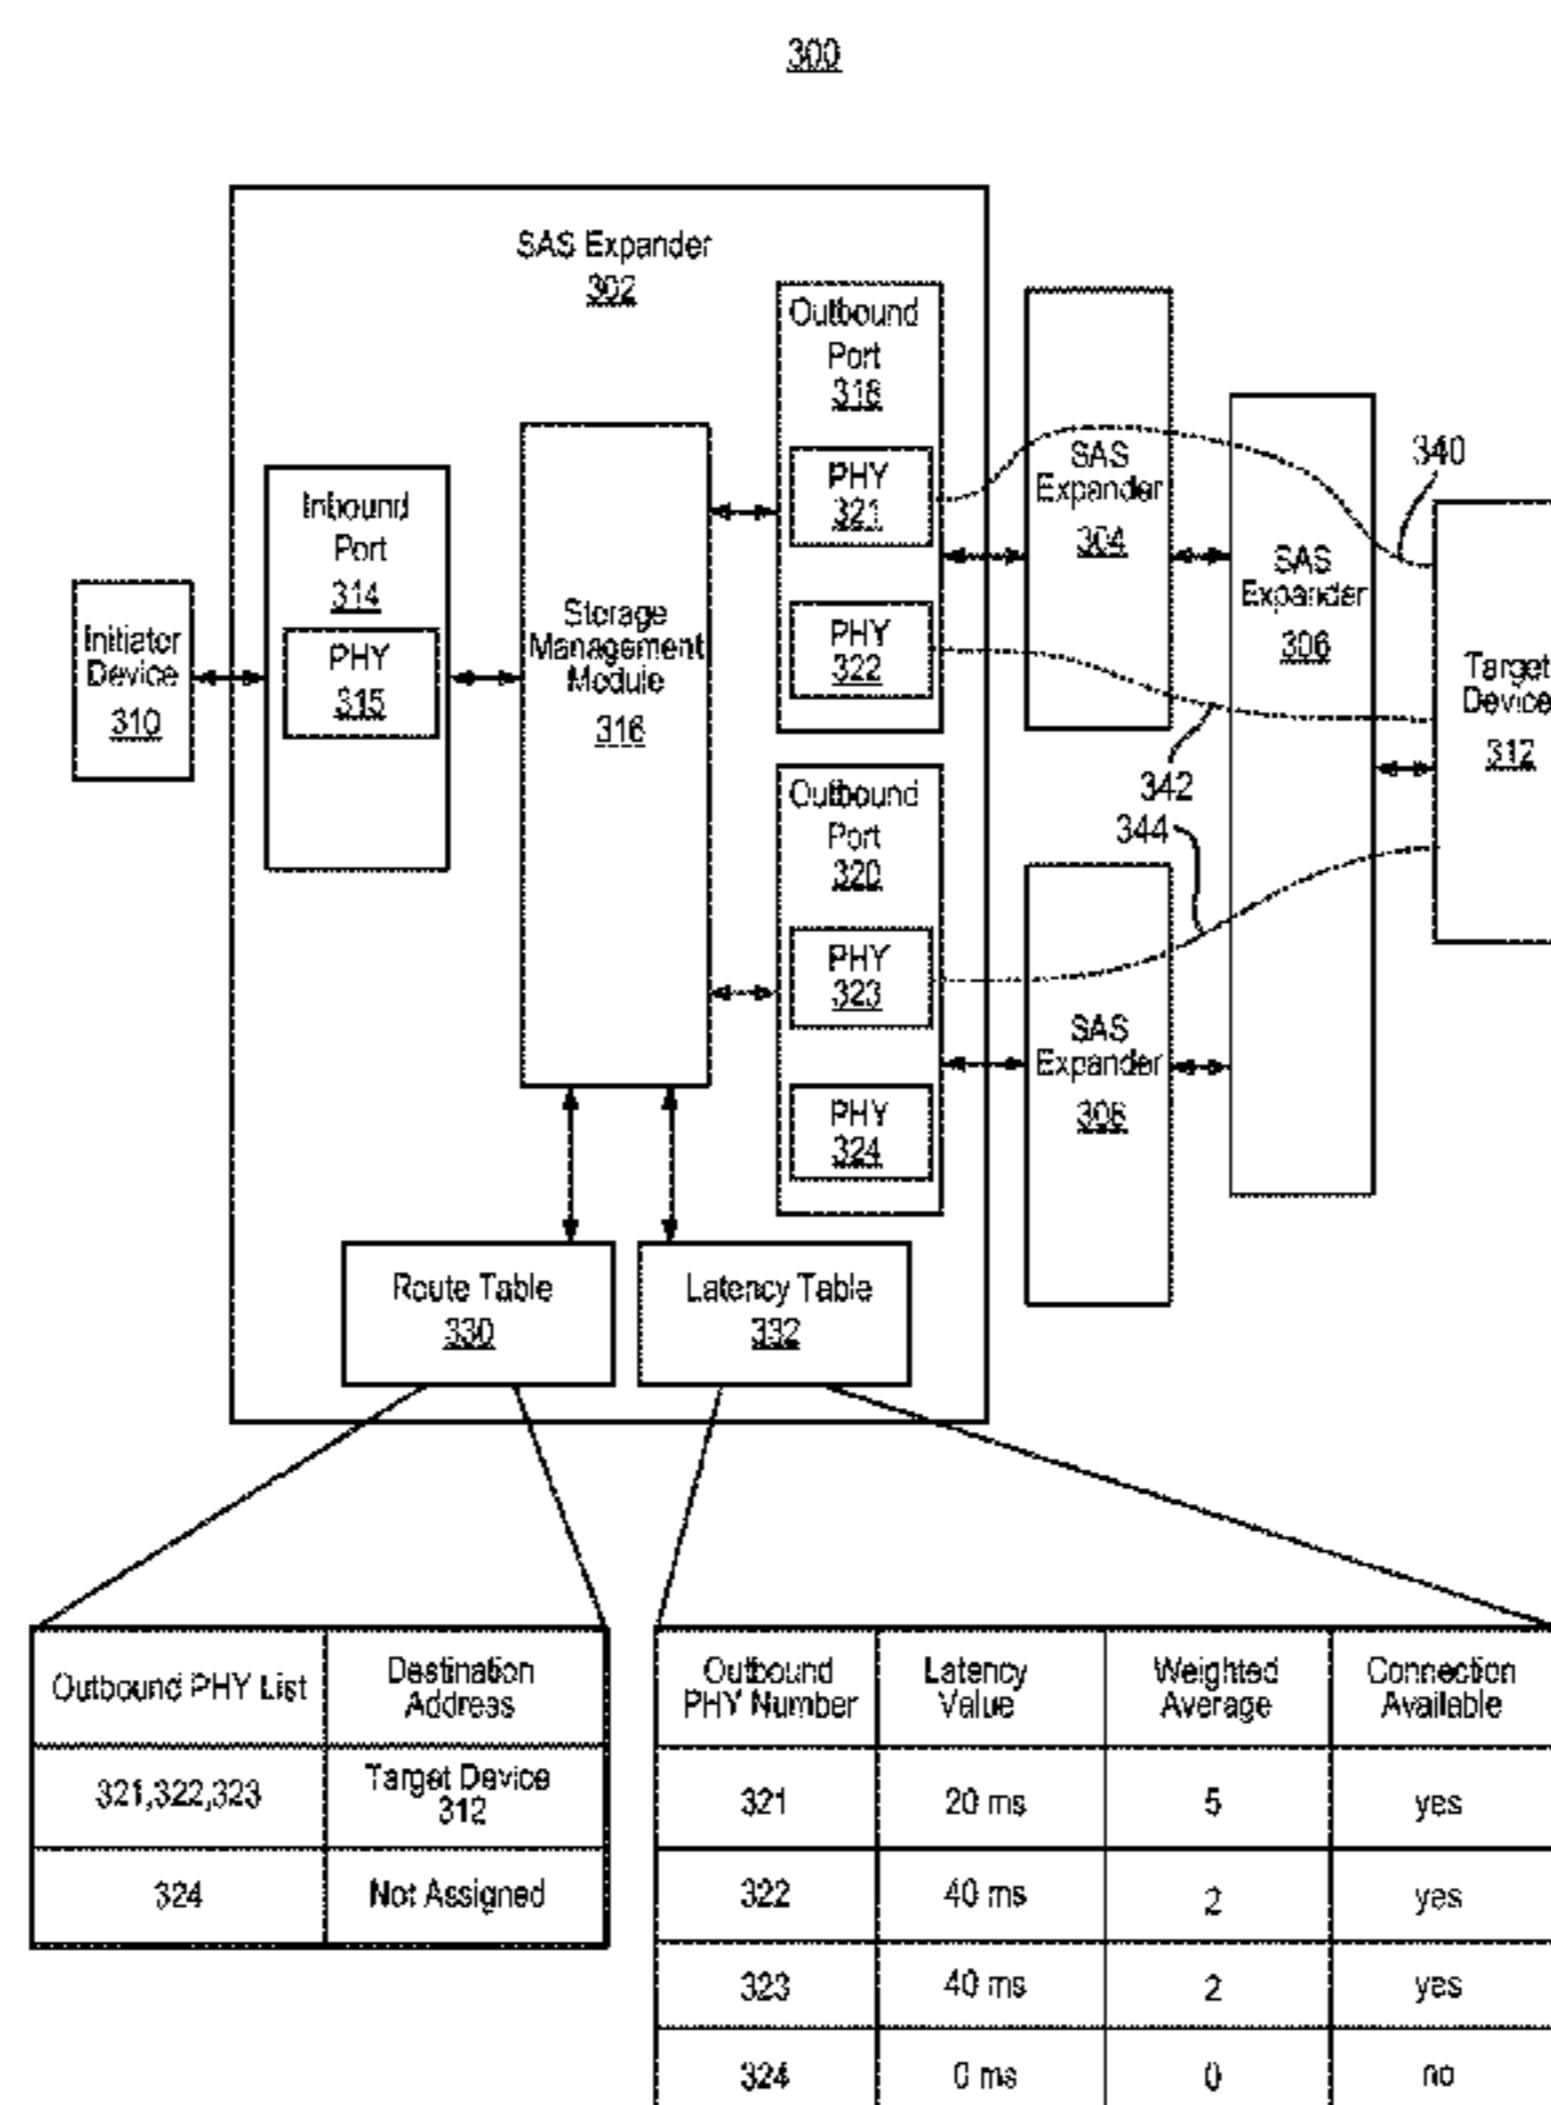 300
SAS Expander
302
Outbound
Port
318
PHY
321
PHY
322
Inbound
Port
314
PHY
315
Initiator
Device
310
Storage
Management
Module
316
SAS
Expander
304
SAS
Expander
306
340
Target
Device
312
342
344
Outbound
Port
320
PHY
323
PHY
324
SAS
Expander
308
Route Table
330
Latency Table
332
Outbound PHY List
Destination
Address
321,322,323
Target Device
312
324
Not Assigned
Outbound
PHY Number
Latency
Value
Weighted
Average
Connection
Available
321
20 ms
5
yes
322
40 ms
2
yes
323
40 ms
2
yes
324
0 ms
0
no